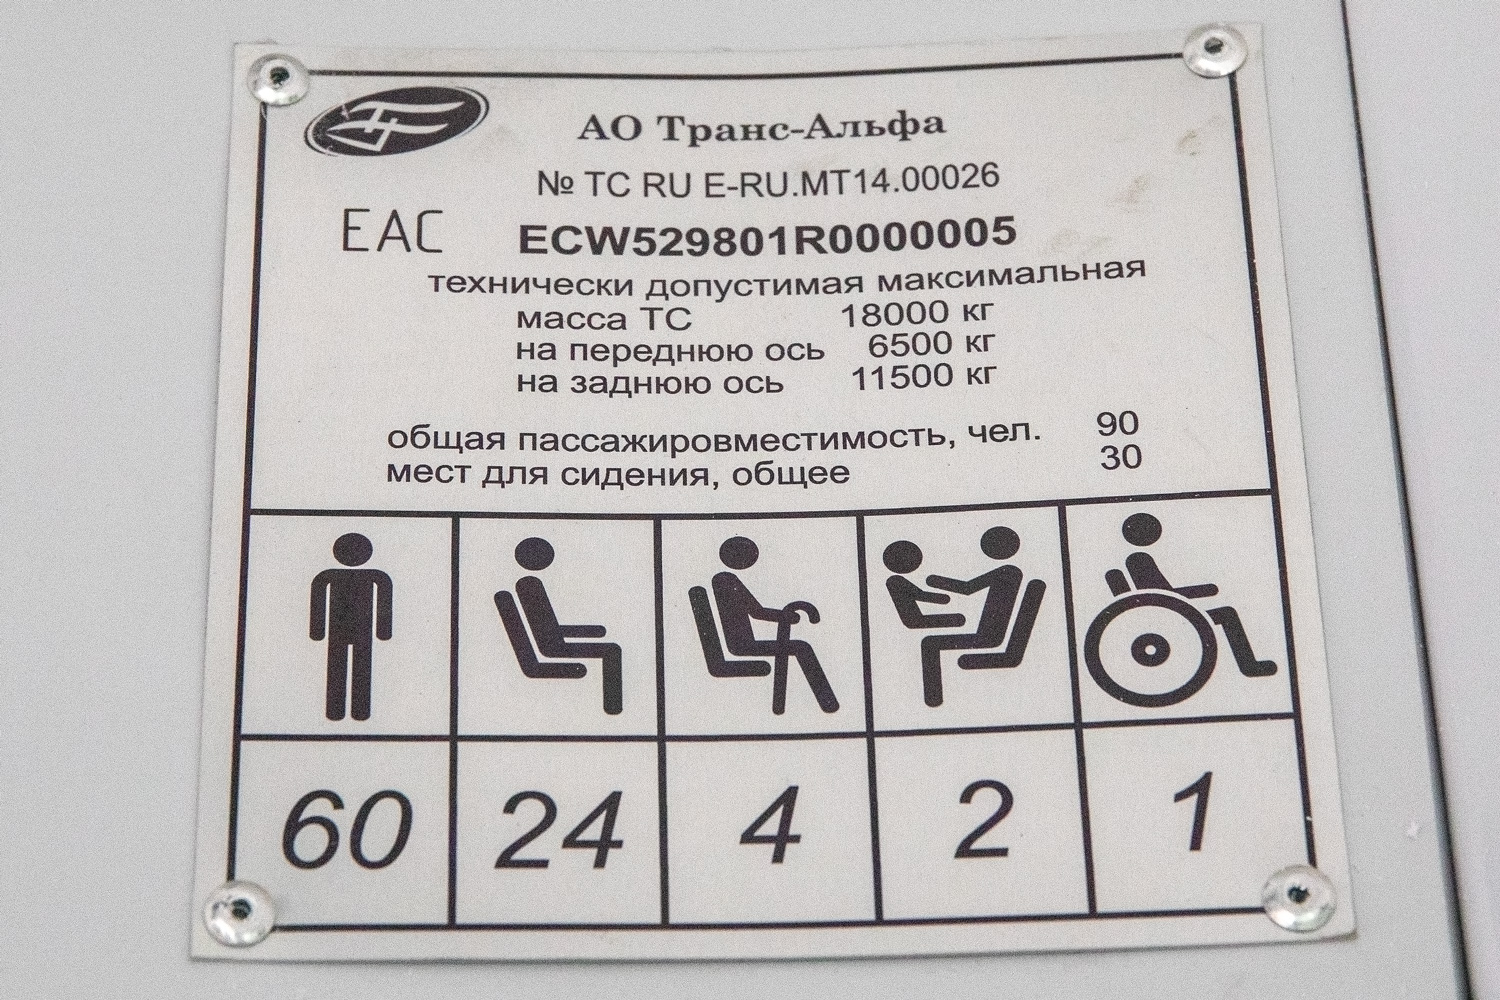 АО Транс-Альфа
№ ТС RU E-RU.МТ14.00026
EAC
ECW529801R0000005
технически допустимая максимальная
масса ТС 18000 кг
на переднюю ось 6500 кг
на заднюю ось 11500 кг
общая пассажировместимость, чел. 90
мест для сидения, общее 30
60 24 4 2 1